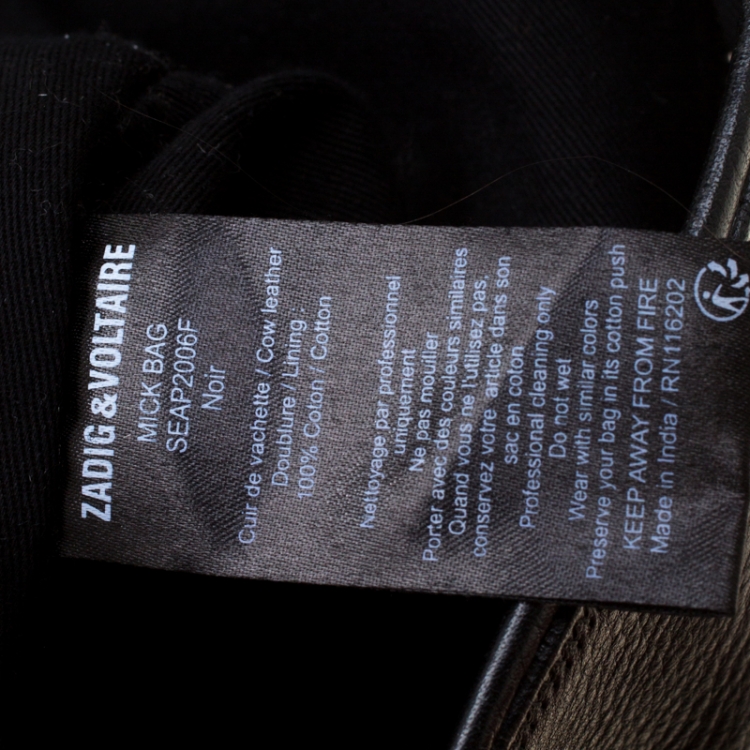 ZADIG & VOLTAIRE
MICK BAG
SEAP2006F
Noir
Cuir de vachette / Cow leather
Doublure / Lining :
100% Coton / Cotton
Nettoyage par professionnel
uniquement
Ne pas mouiller
Porter avec des couleurs similaires
Quand vous ne l'utilisez pas,
conservez votre article dans son
sac en coton.
Professional cleaning only
Do not wet
Wear with similar colors
Preserve your bag in its cotton push
KEEP AWAY FROM FIRE
Made in India / RN116202